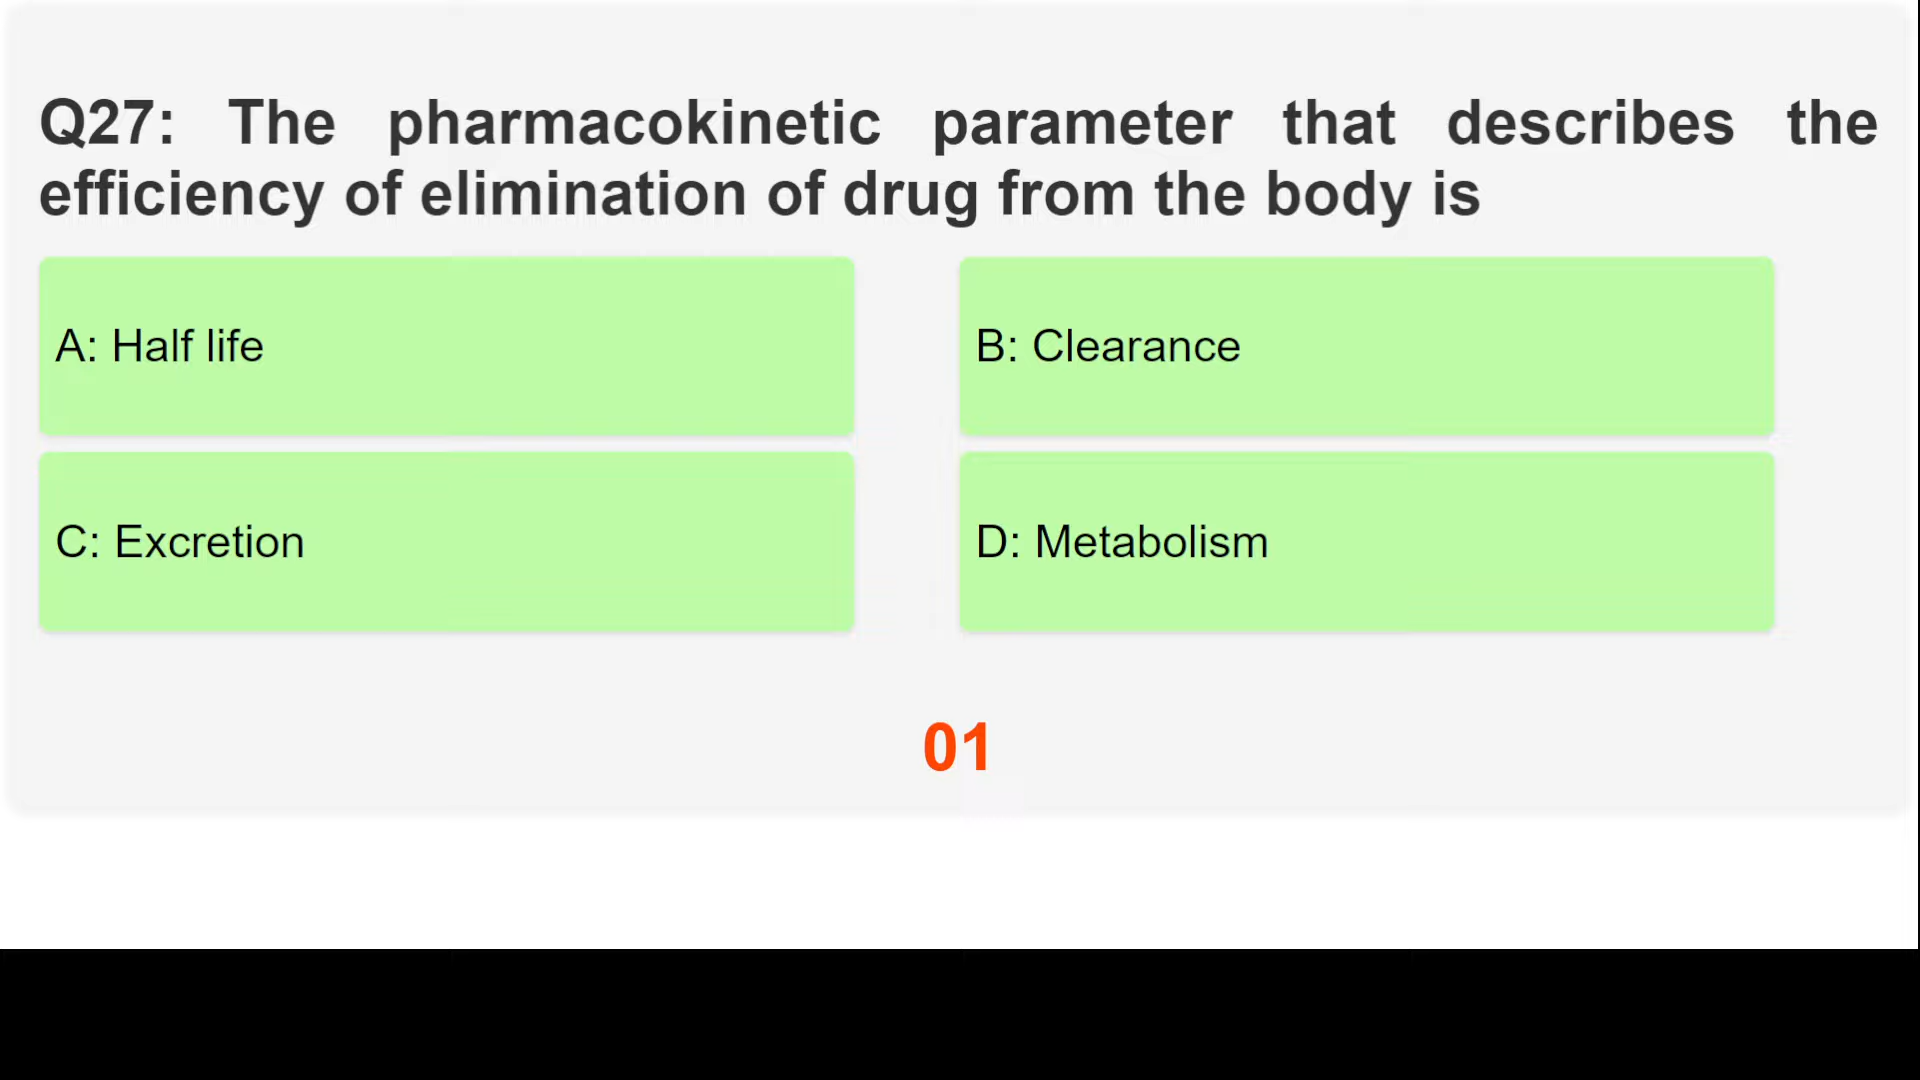 Q27: The pharmacokinetic parameter that describes the
efficiency of elimination of drug from the body is
A: Half life
B: Clearance
C: Excretion
D: Metabolism
01